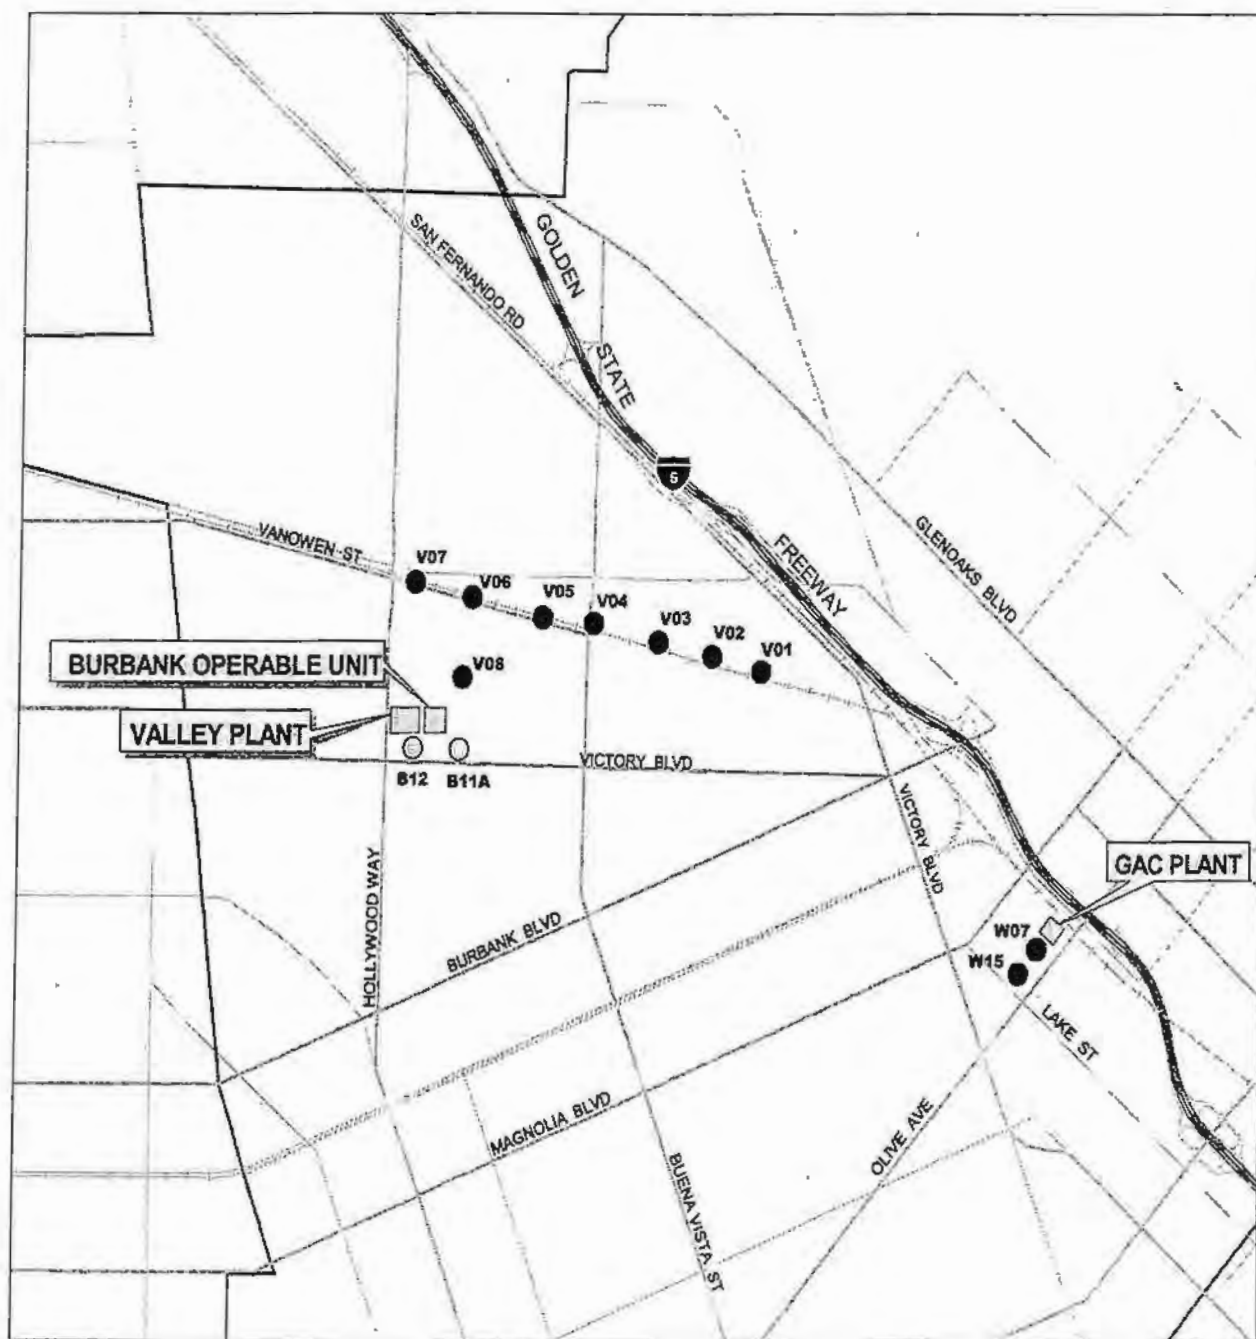 GOLDEN
SAN FERNANDO RD
STATE
5
FREEWAY
GLENOAKS BLVD
VANOWEN ST
V07
V06
V05
V04
V03
V02
V01
BURBANK OPERABLE UNIT
V08
VALLEY PLANT
B12
B11A
VICTORY BLVD
VICTORY BLVD
GAC PLANT
HOLLYWOOD WAY
BURBANK BLVD
W07
W15
LAKE ST
MAGNOLIA BLVD
OLIVE AVE
BUENA VISTA ST